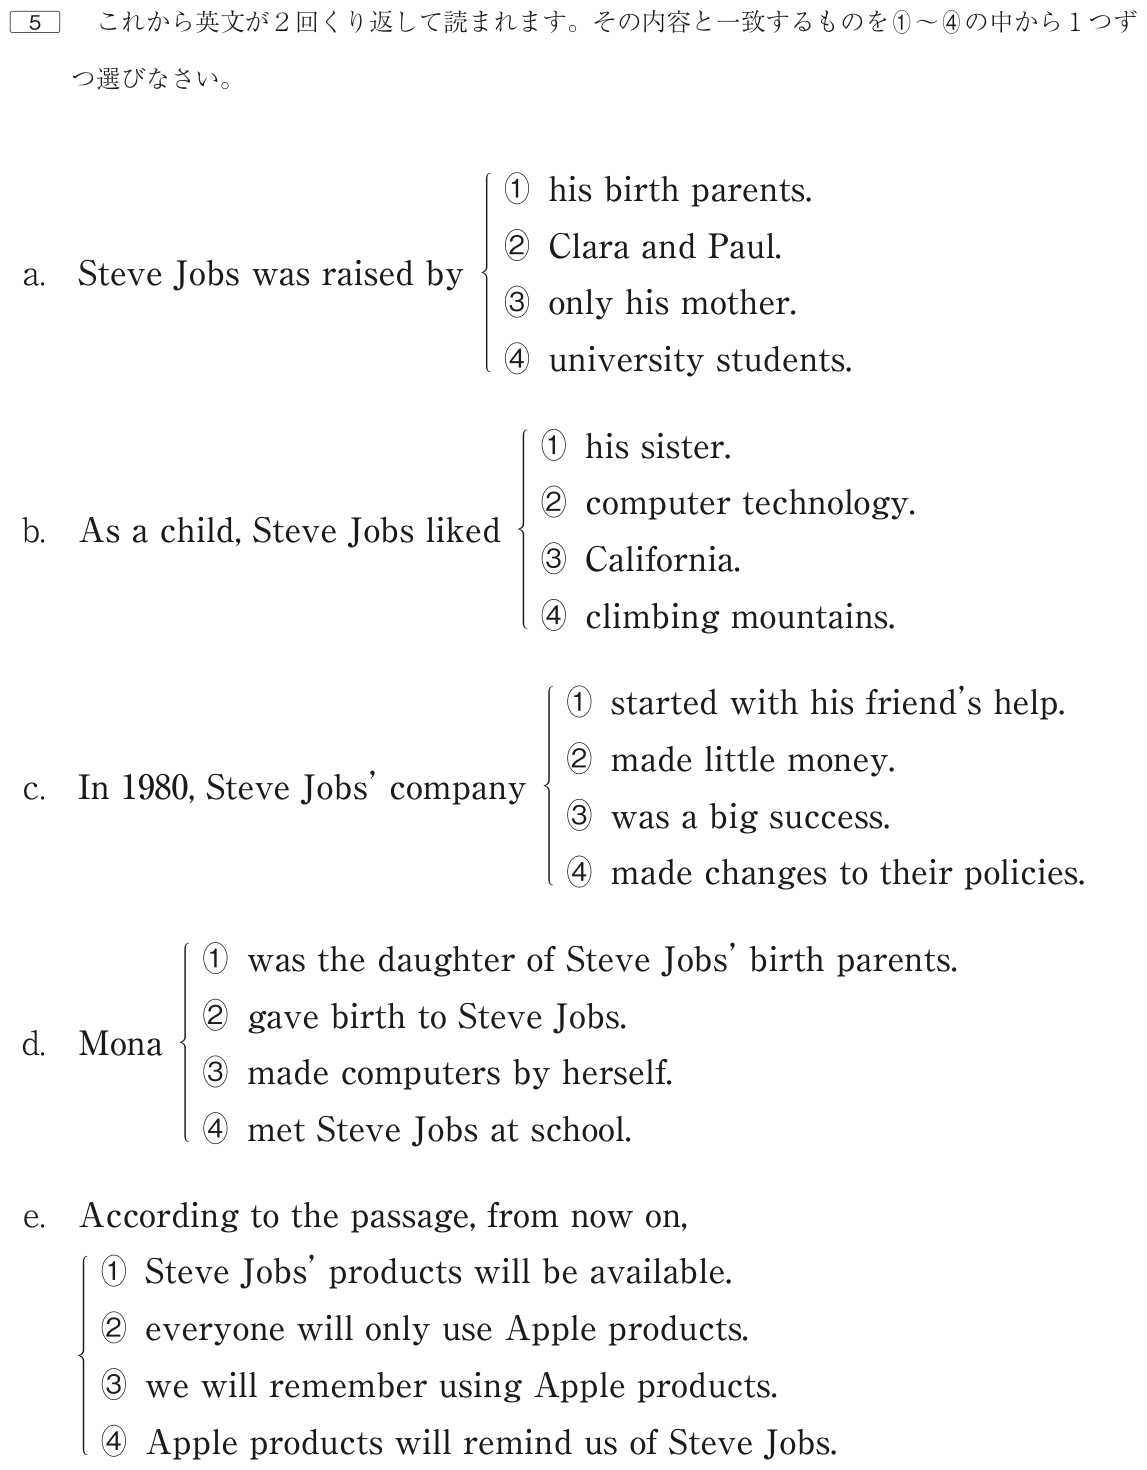 5 これから英文が２回くり返して読まれます。その内容と一致するものを①～④の中から１つず
つ選びなさい。
a. Steve Jobs was raised by
① his birth parents.
② Clara and Paul.
③ only his mother.
④ university students.
b. As a child, Steve Jobs liked
① his sister.
② computer technology.
③ California.
④ climbing mountains.
c. In 1980, Steve Jobs’ company
① started with his friend’s help.
② made little money.
③ was a big success.
④ made changes to their policies.
d. Mona
① was the daughter of Steve Jobs’ birth parents.
② gave birth to Steve Jobs.
③ made computers by herself.
④ met Steve Jobs at school.
e. According to the passage, from now on,
① Steve Jobs’ products will be available.
② everyone will only use Apple products.
③ we will remember using Apple products.
④ Apple products will remind us of Steve Jobs.